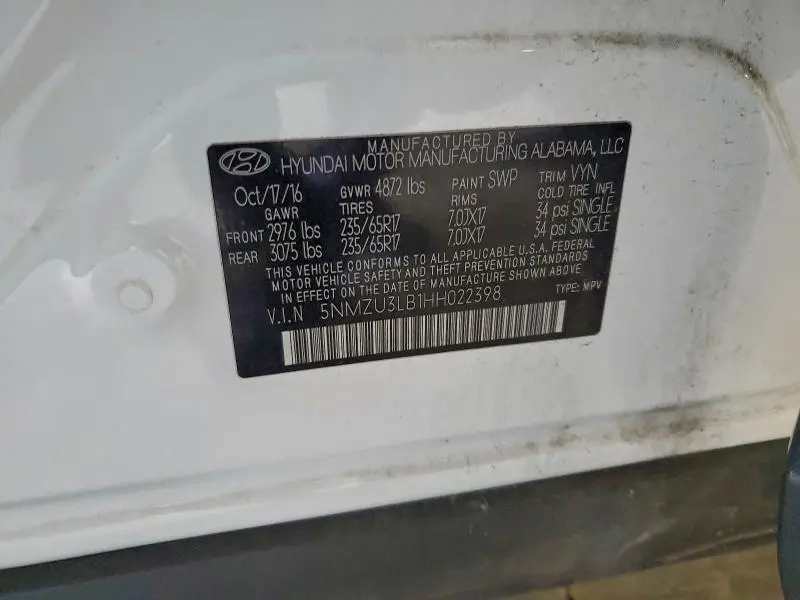 MANUFACTURED BY
HYUNDAI MOTOR MANUFACTURING ALABAMA, LLC
Oct/17/16 GVWR 4872 lbs PAINT SWP TRIM VYN
GAWR TIRES RIMS COLD TIRE INFL
FRONT 2976 lbs 235/65R17 7.0JX17 34 psi SINGLE
REAR 3075 lbs 235/65R17 7.0JX17 34 psi SINGLE
THIS VEHICLE CONFORMS TO ALL APPLICABLE U.S.A. FEDERAL
MOTOR VEHICLE SAFETY AND THEFT PREVENTION STANDARDS
IN EFFECT ON THE DATE OF MANUFACTURE SHOWN ABOVE
V.I.N 5NMZU3LB1HH022398 TYPE: MPV